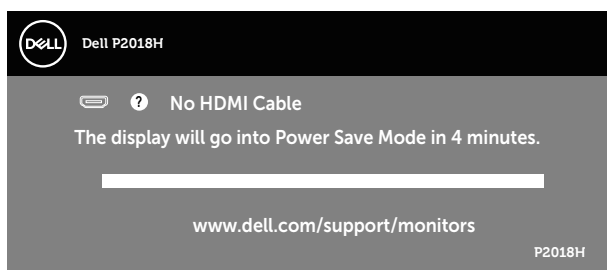 DELL
Dell P2018H
? No HDMI Cable
The display will go into Power Save Mode in 4 minutes.
www.dell.com/support/monitors
P2018H